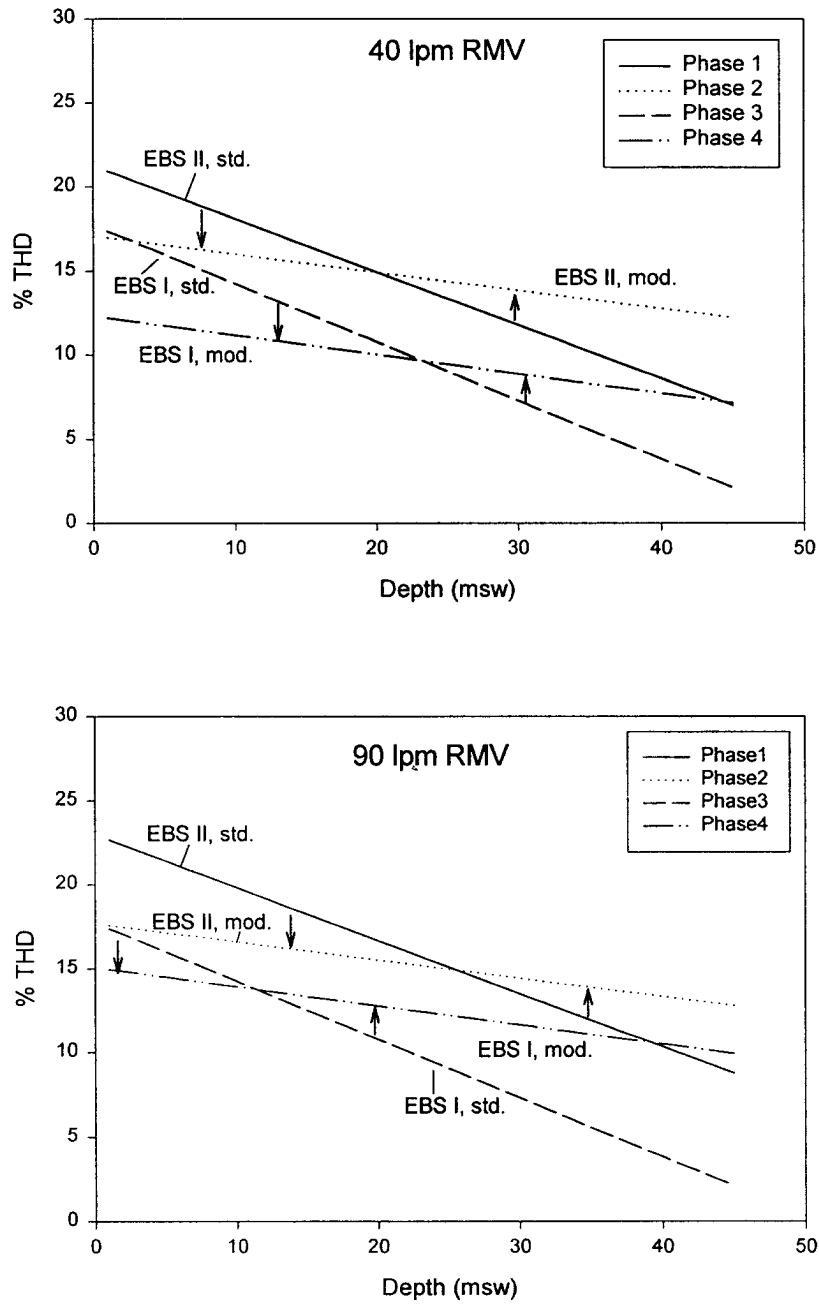 40 lpm RMV
Phase 1
Phase 2
Phase 3
Phase 4
30
25
20
15
10
5
0
% THD
EBS II, std.
EBS I, std.
EBS I, mod.
EBS II, mod.
0 10 20 30 40 50
Depth (msw)
90 lpm RMV
Phase1
Phase2
Phase3
Phase4
30
25
20
15
10
5
0
% THD
EBS II, std.
EBS II, mod.
EBS I, mod.
EBS I, std.
0 10 20 30 40 50
Depth (msw)